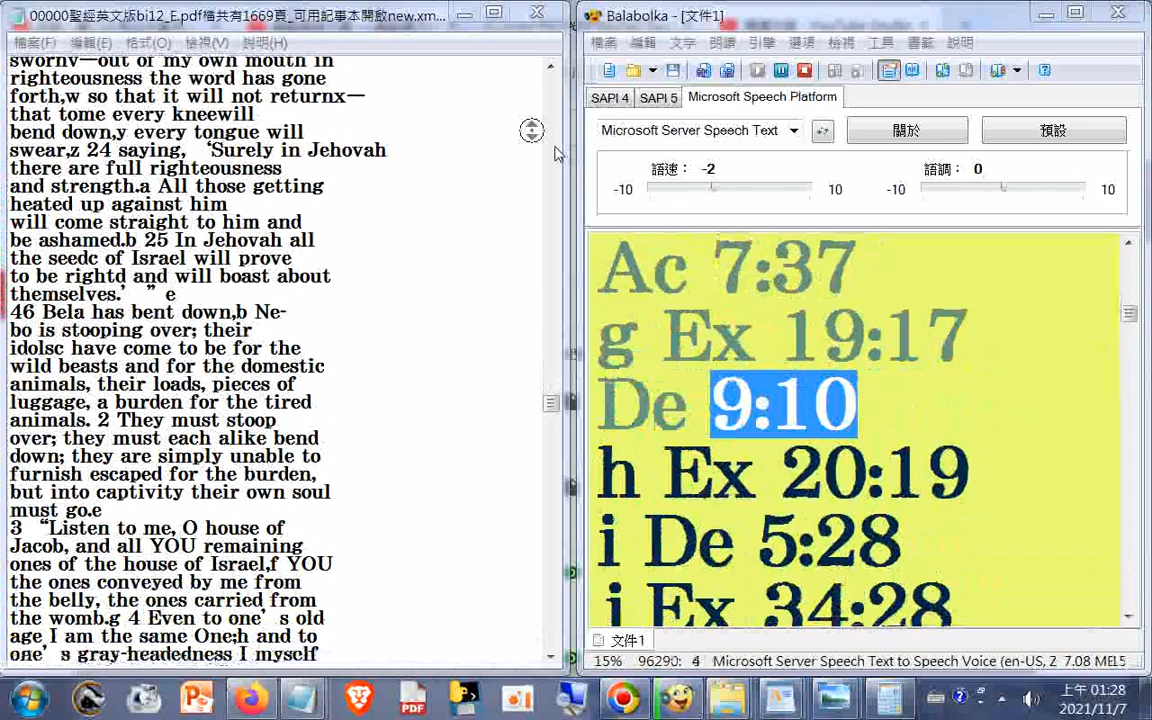 00000聖經英文版bi12_E.pdf檔共有1669頁_可用記事本開啟new.xm...
檔案(F) 編輯(E) 格式(O) 檢視(V) 說明(H)
swornv—out of my own mouth in
righteousness the word has gone
forth,w so that it will not returnx—
that tome every kneewill
bend down,y every tongue will
swear,z 24 saying, ‘Surely in Jehovah
there are full righteousness
and strength.a All those getting
heated up against him
will come straight to him and
be ashamed.b 25 In Jehovah all
the seedc of Israel will prove
to be rightd and will boast about
themselves.’ ” e
46 Bela has bent down,b Ne-
bo is stooping over; their
idolsc have come to be for the
wild beasts and for the domestic
animals, their loads, pieces of
luggage, a burden for the tired
animals. 2 They must stoop
over; they must each alike bend
down; they are simply unable to
furnish escaped for the burden,
but into captivity their own soul
must go.e
3 “Listen to me, O house of
Jacob, and all YOU remaining
ones of the house of Israel,f YOU
the ones conveyed by me from
the belly, the ones carried from
the womb.g 4 Even to one’s old
age I am the same One;h and to
one’s gray-headedness I myself
Balabolka - [文件1]
檔案 編輯 文字 朗讀 引擎 選項 檢視 工具 書籤 說明
SAPI 4 SAPI 5 Microsoft Speech Platform
Microsoft Server Speech Text 關於 預設
語速： -2 語調： 0
-10 10 -10 10
Ac 7:37
g Ex 19:17
De 9:10
h Ex 20:19
i De 5:28
j Ex 34:28
文件1
15% 96290: 4 Microsoft Server Speech Text to Speech Voice (en-US, Z 7.08 ME15
上午 01:28
2021/11/7